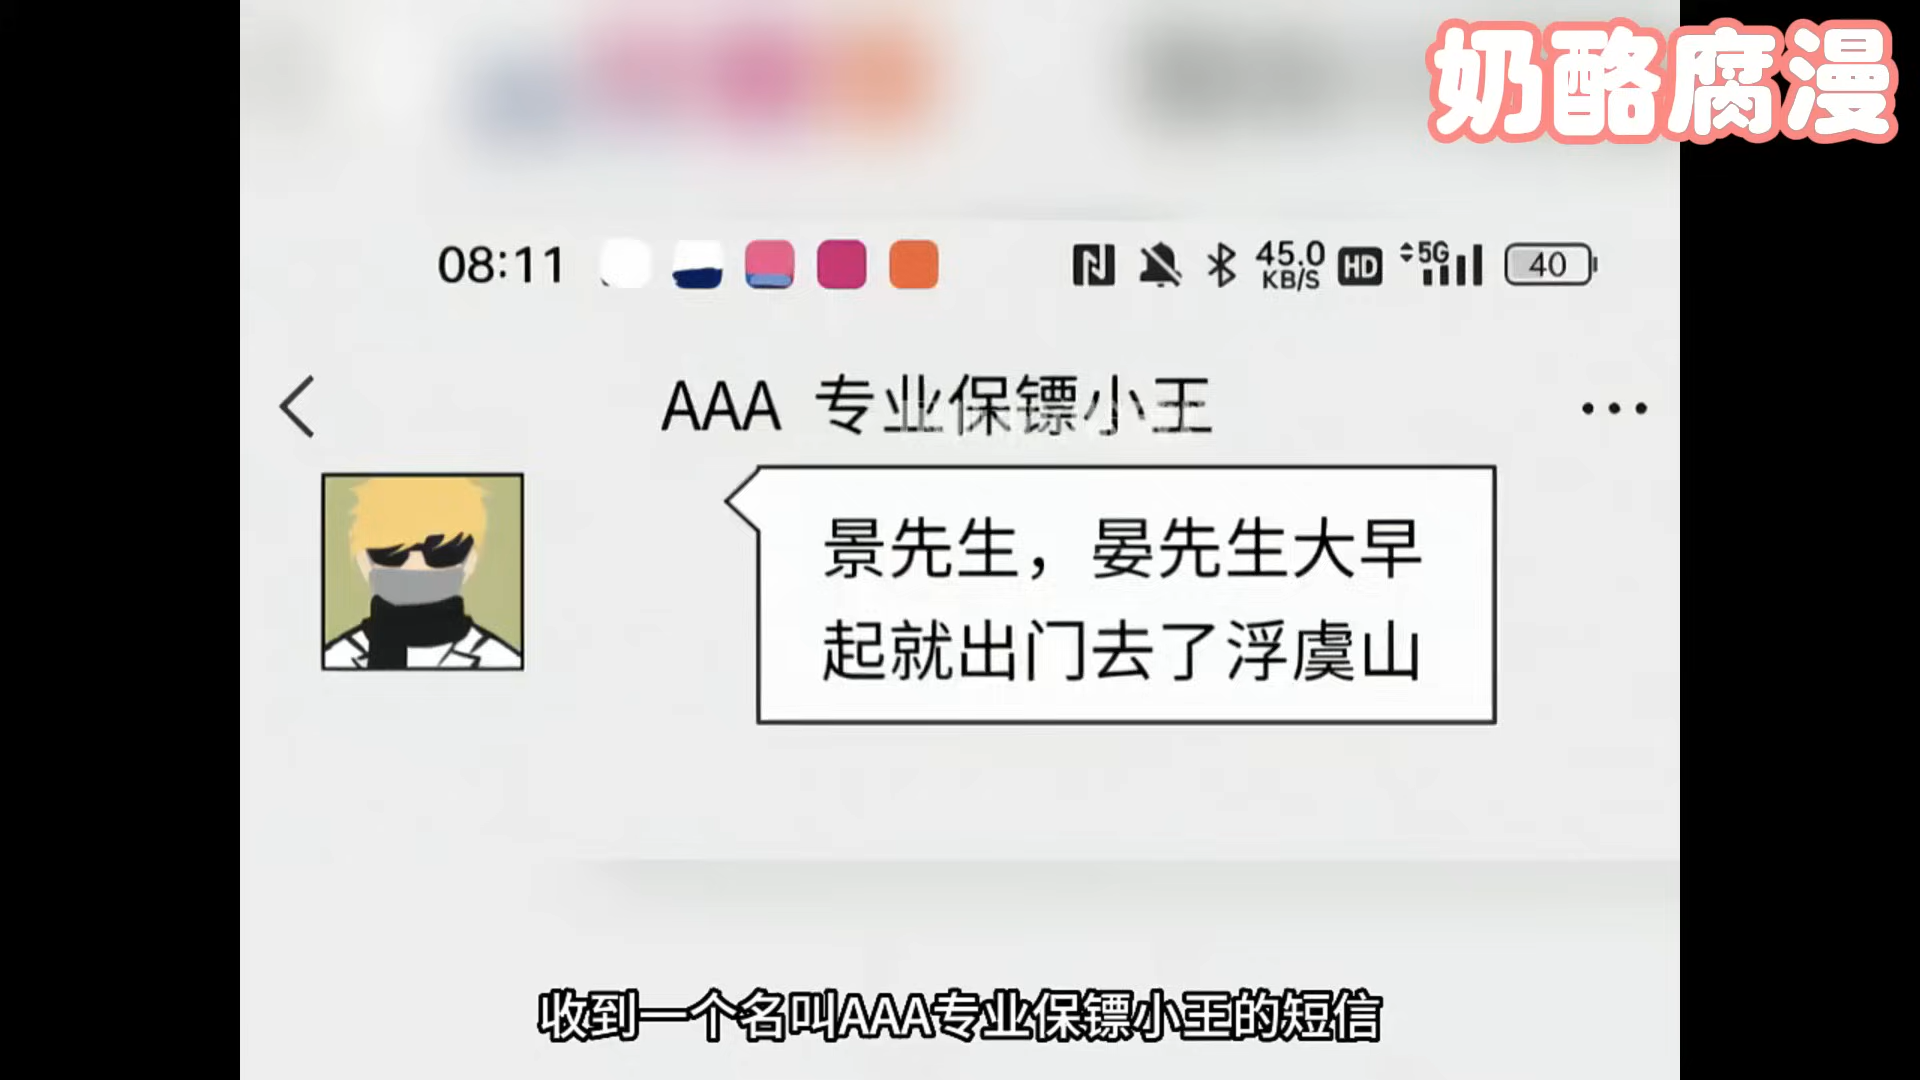 奶酪腐漫
08:11 45.0 KB/S HD 5G 40
AAA 专业保镖小王
景先生，晏先生大早
起就出门去了浮虞山
收到一个名叫AAA专业保镖小王的短信